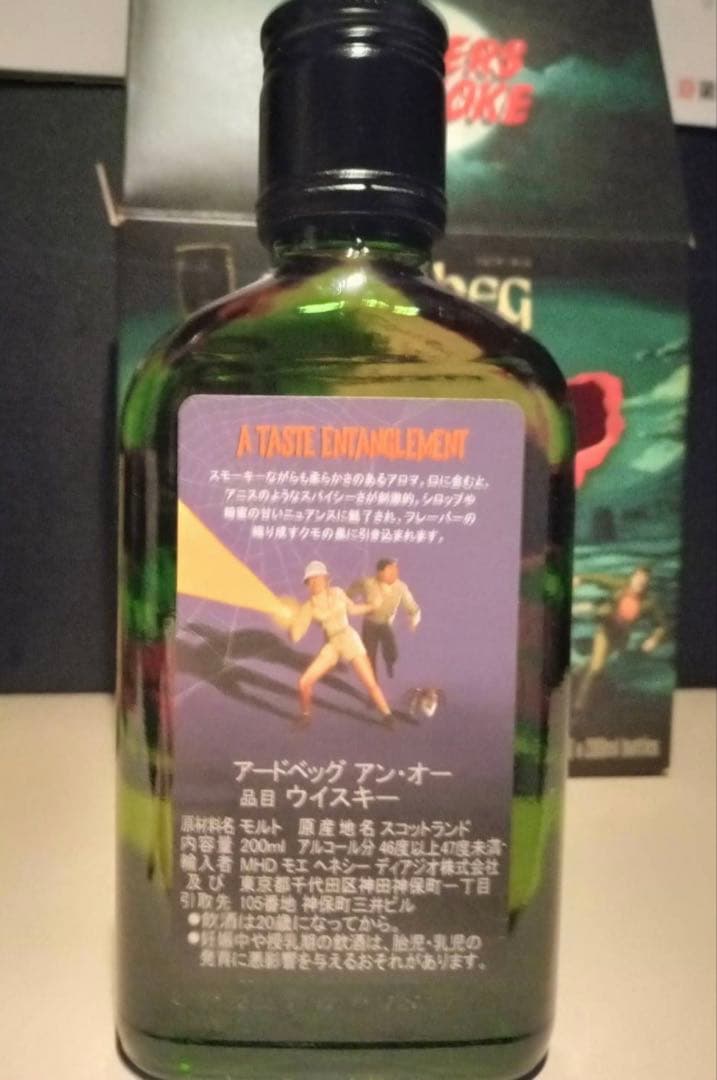 ERS
OKE
beG
A TASTE ENTANGLEMENT
スモーキーながらも柔らかさのあるアロマ。口に含むと、
アニスのようなスパイシーさが刺激的。シロップや
蜂蜜の甘いニュアンスに魅了され、フレーバーの
織り成すクモの巣に引き込まれます。
アードベッグ アン・オー
品目 ウイスキー
原材料名 モルト 原産地名 スコットランド
内容量 200ml アルコール分 46度以上47度未満
輸入者 MHD モエ ヘネシー ディアジオ株式会社
及び 東京都千代田区神田神保町一丁目
引取先 105番地 神保町三井ビル
●飲酒は20歳になってから。
●妊娠中や授乳期の飲酒は、胎児・乳児の
発育に悪影響を与えるおそれがあります。